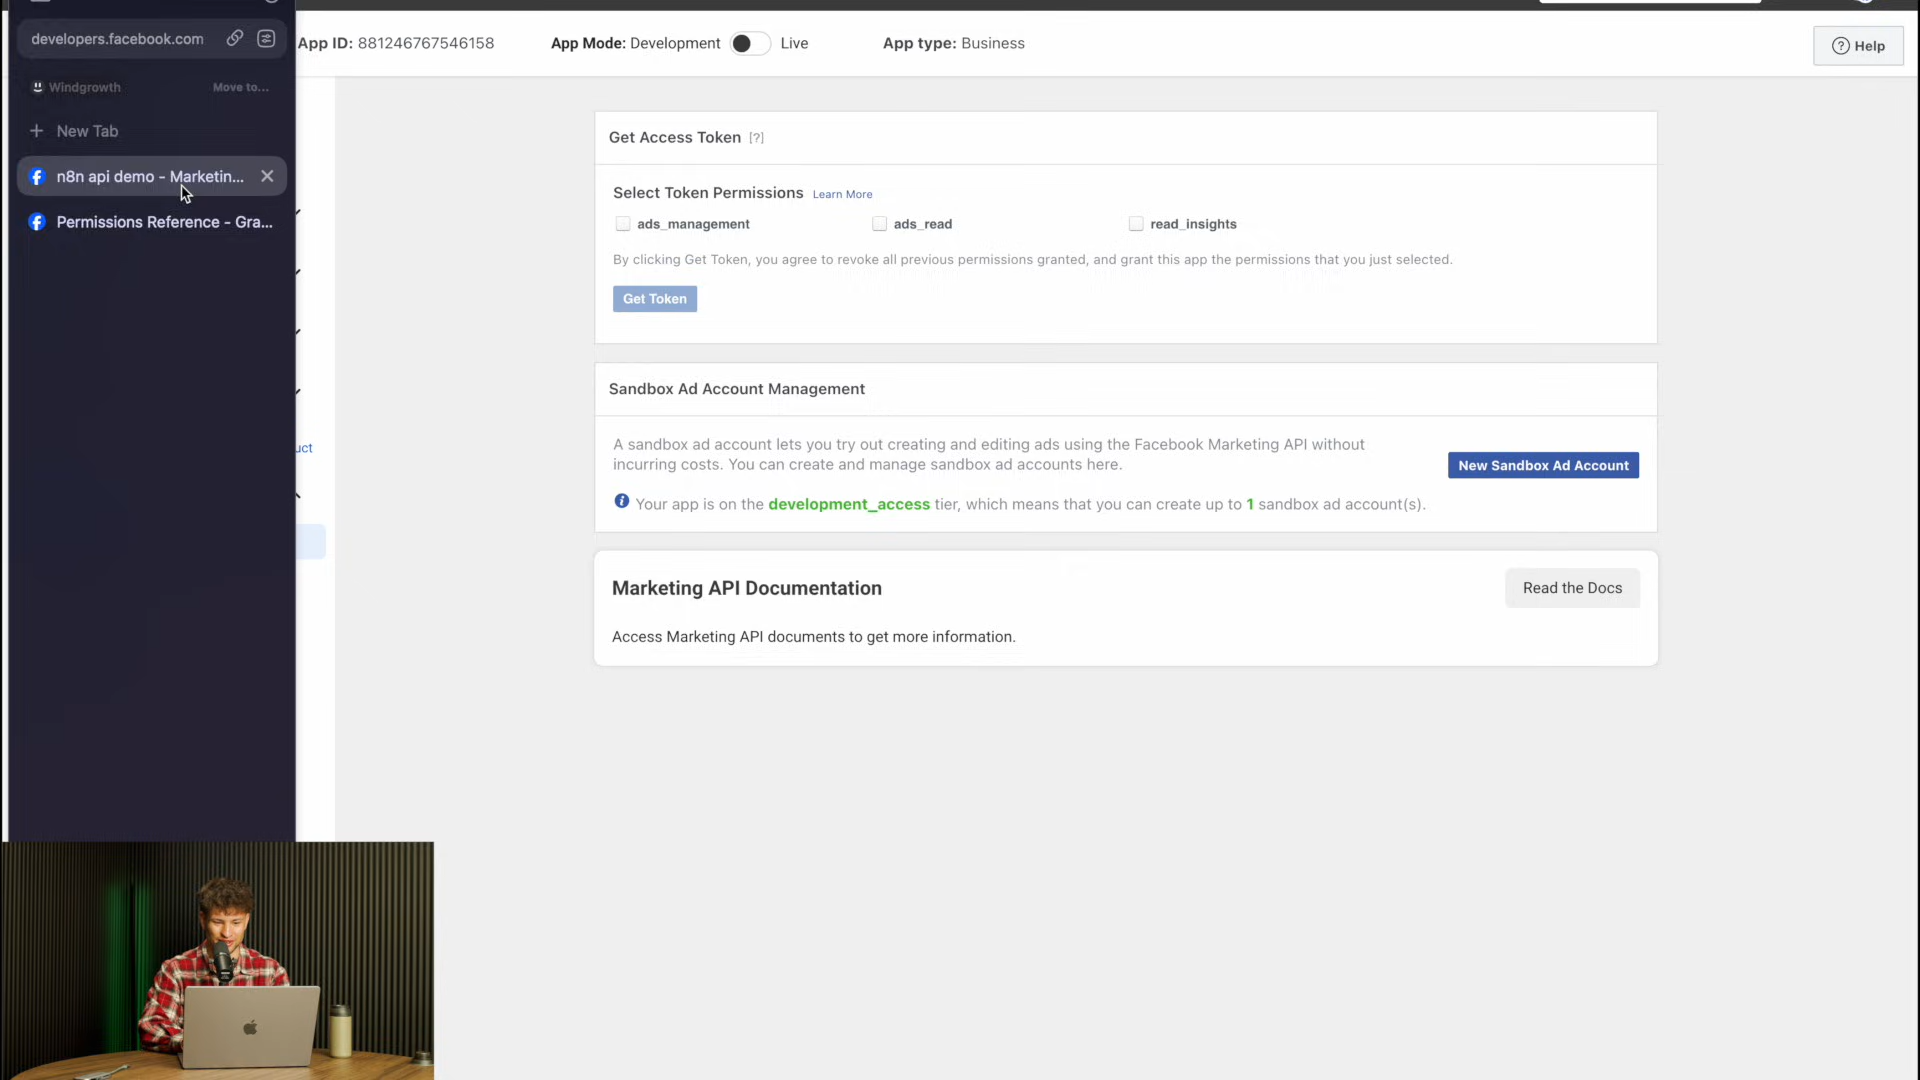 developers.facebook.com
App ID: 881246767546158
App Mode: Development
Live
App type: Business
Help
Windgrowth
Move to...
New Tab
n8n api demo - Marketin...
Permissions Reference - Gra...
uct
Get Access Token [?]
Select Token Permissions Learn More
ads_management
ads_read
read_insights
By clicking Get Token, you agree to revoke all previous permissions granted, and grant this app the permissions that you just selected.
Get Token
Sandbox Ad Account Management
A sandbox ad account lets you try out creating and editing ads using the Facebook Marketing API without
incurring costs. You can create and manage sandbox ad accounts here.
New Sandbox Ad Account
Your app is on the development_access tier, which means that you can create up to 1 sandbox ad account(s).
Marketing API Documentation
Read the Docs
Access Marketing API documents to get more information.